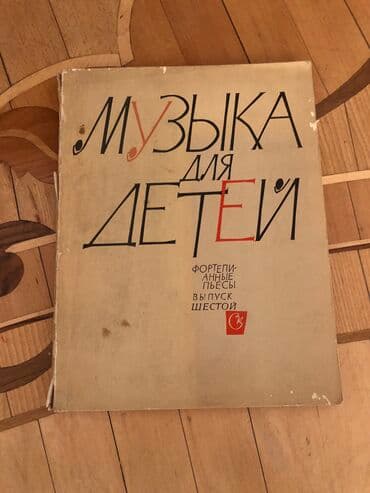 МУЗЫКА
ДЛЯ
ДЕТЕЙ
ФОРТЕПИ-
АННЫЕ
ПЬЕСЫ
ВЫПУСК
ШЕСТОЙ